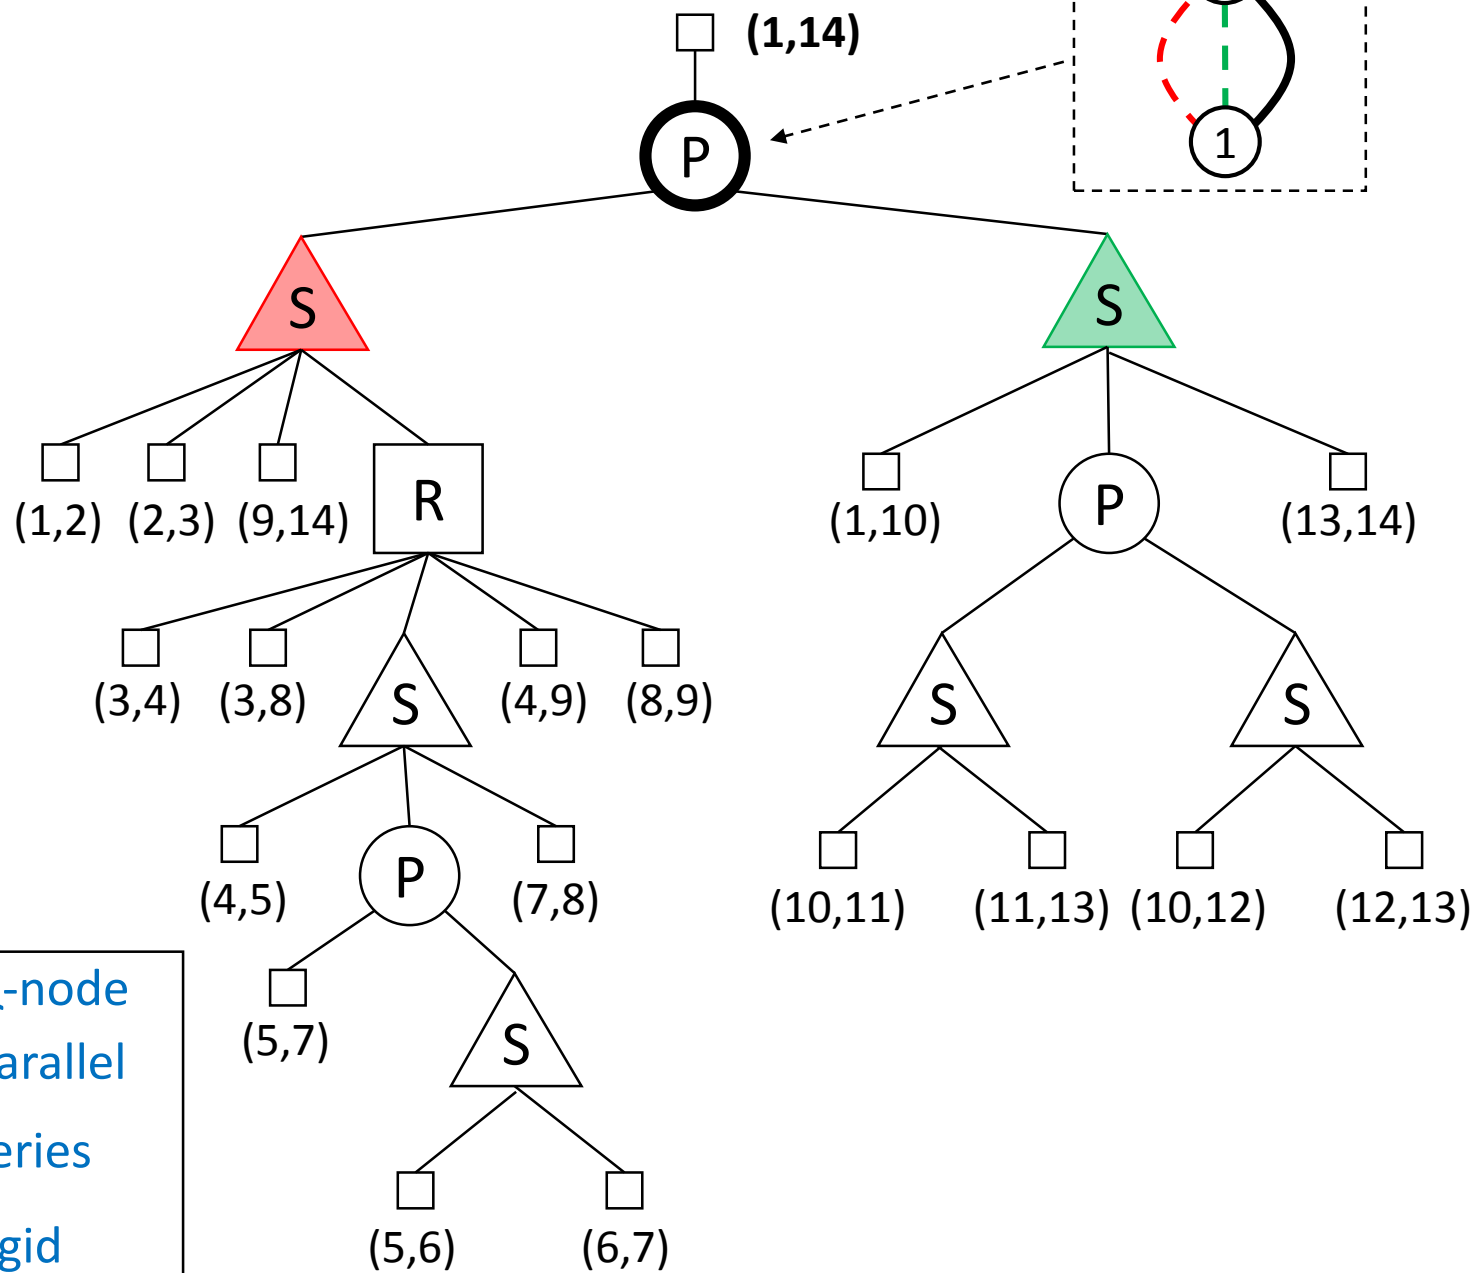 (1,14)
1
P
S
S
(1,2) (2,3) (9,14)
R
(1,10)
P
(13,14)
(3,4) (3,8)
S
(4,9) (8,9)
S
S
(4,5)
P
(7,8)
(10,11) (11,13) (10,12) (12,13)
(5,7)
S
(5,6) (6,7)
-node
arallel
eries
gid